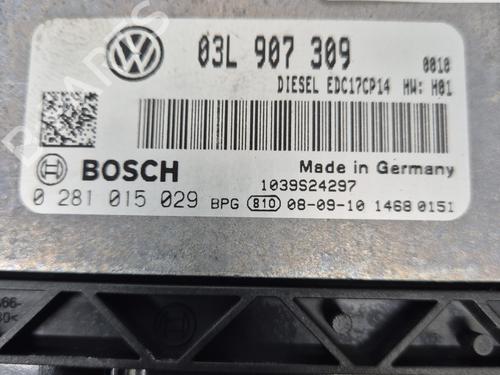 03L 907 309
0010
DIESEL EDC17CP14 HW: H01
BOSCH
Made in Germany
1039S24297
0 281 015 029 BPG 810 08-09-10 1468 0151